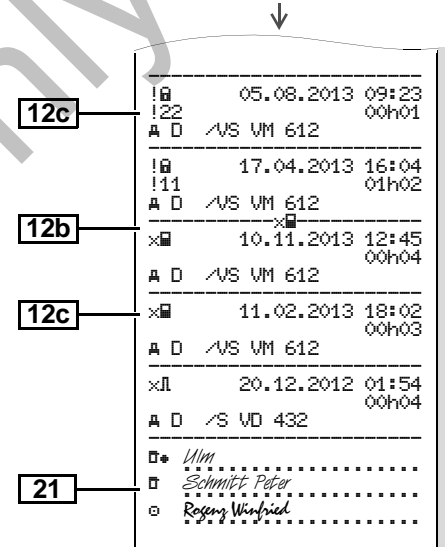 !🔒 05.08.2013 09:23
12c
!22 00h01
D /VS VM 612
!🔒 17.04.2013 16:04
!11 01h02
D /VS VM 612
12b
x 10.11.2013 12:45
00h04
D /VS VM 612
12c
x 11.02.2013 18:02
00h03
D /VS VM 612
x 20.12.2012 01:54
00h04
D /S VD 432
Ulm
21
Schmitt Peter
Rogenz Winfried
nly